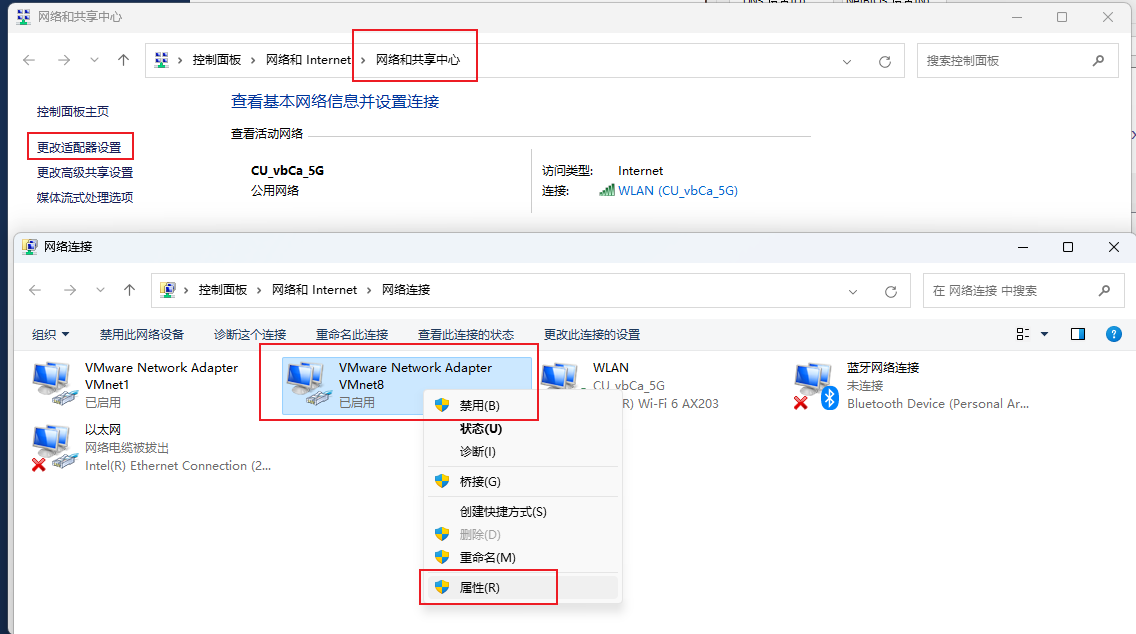 网络和共享中心
控制面板 › 网络和 Internet › 网络和共享中心
搜索控制面板
控制面板主页
更改适配器设置
更改高级共享设置
媒体流式处理选项
查看基本网络信息并设置连接
查看活动网络
CU_vbCa_5G
公用网络
访问类型: Internet
连接: WLAN (CU_vbCa_5G)
网络连接
控制面板 › 网络和 Internet › 网络连接
在 网络连接 中搜索
组织 禁用此网络设备 诊断这个连接 重命名此连接 查看此连接的状态 更改此连接的设置
VMware Network Adapter
VMnet1
已启用
VMware Network Adapter
VMnet8
已启用
WLAN
CU_vbCa_5G
R) Wi-Fi 6 AX203
蓝牙网络连接
未连接
Bluetooth Device (Personal Ar...
以太网
网络电缆被拔出
Intel(R) Ethernet Connection (2...
禁用(B)
状态(U)
诊断(I)
桥接(G)
创建快捷方式(S)
删除(D)
重命名(M)
属性(R)